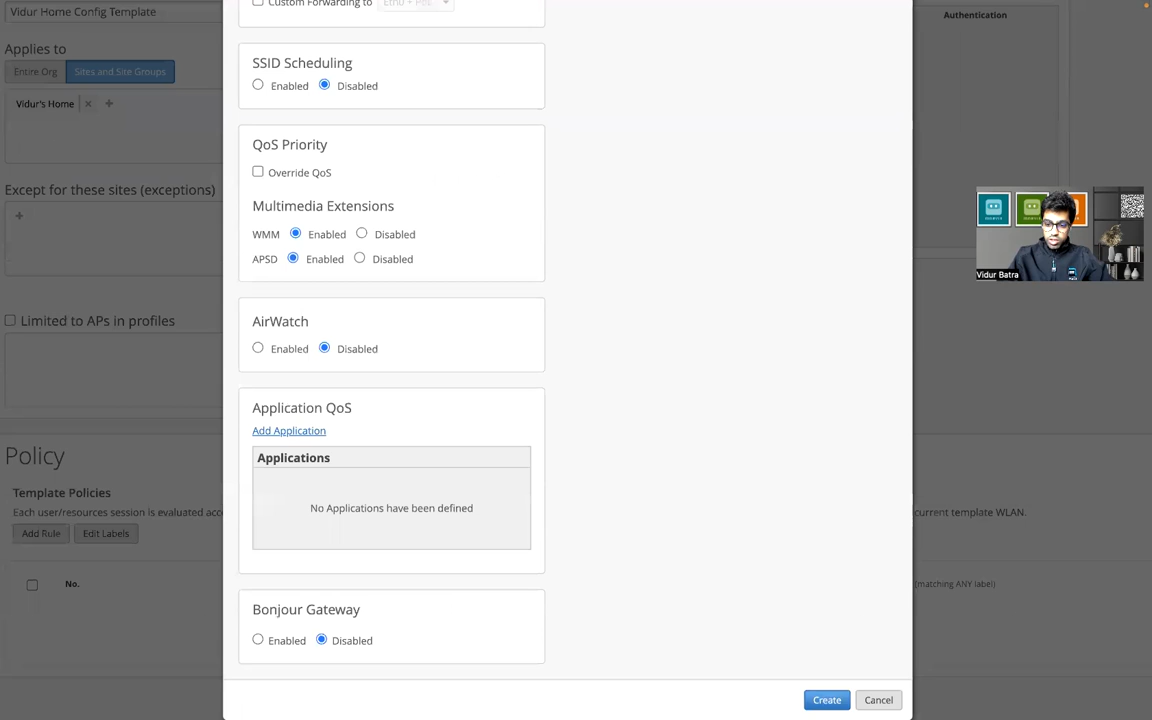 Vidur Home Config Template
Applies to
Entire Org
Sites and Site Groups
Vidur's Home
Except for these sites (exceptions)
Limited to APs in profiles
Policy
Template Policies
Each user/resources session is evaluated acco
current template WLAN.
Add Rule
Edit Labels
No.
(matching ANY label)
Authentication
Custom Forwarding to
SSID Scheduling
Enabled
Disabled
QoS Priority
Override QoS
Multimedia Extensions
WMM Enabled Disabled
APSD Enabled Disabled
AirWatch
Enabled Disabled
Application QoS
Add Application
Applications
No Applications have been defined
Bonjour Gateway
Enabled Disabled
Create
Cancel
Vidur Batra